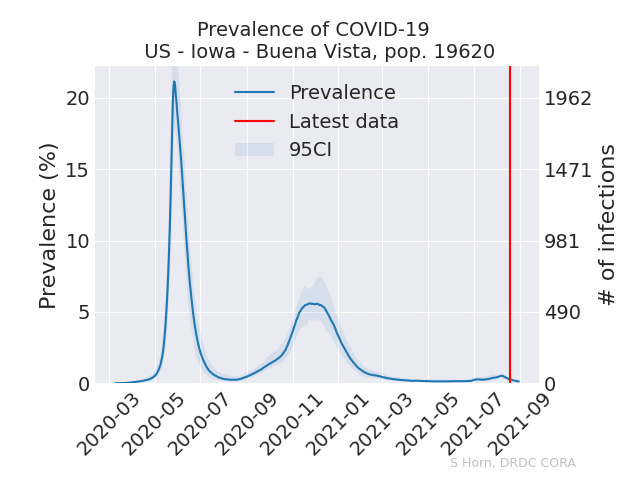 Prevalence of COVID-19
US - Iowa - Buena Vista, pop. 19620
Prevalence
Latest data
95CI
Prevalence (%)
20
15
10
5
0
# of infections
1962
1471
981
490
0
2020-03
2020-05
2020-07
2020-09
2020-11
2021-01
2021-03
2021-05
2021-07
2021-09
S Horn, DRDC CORA